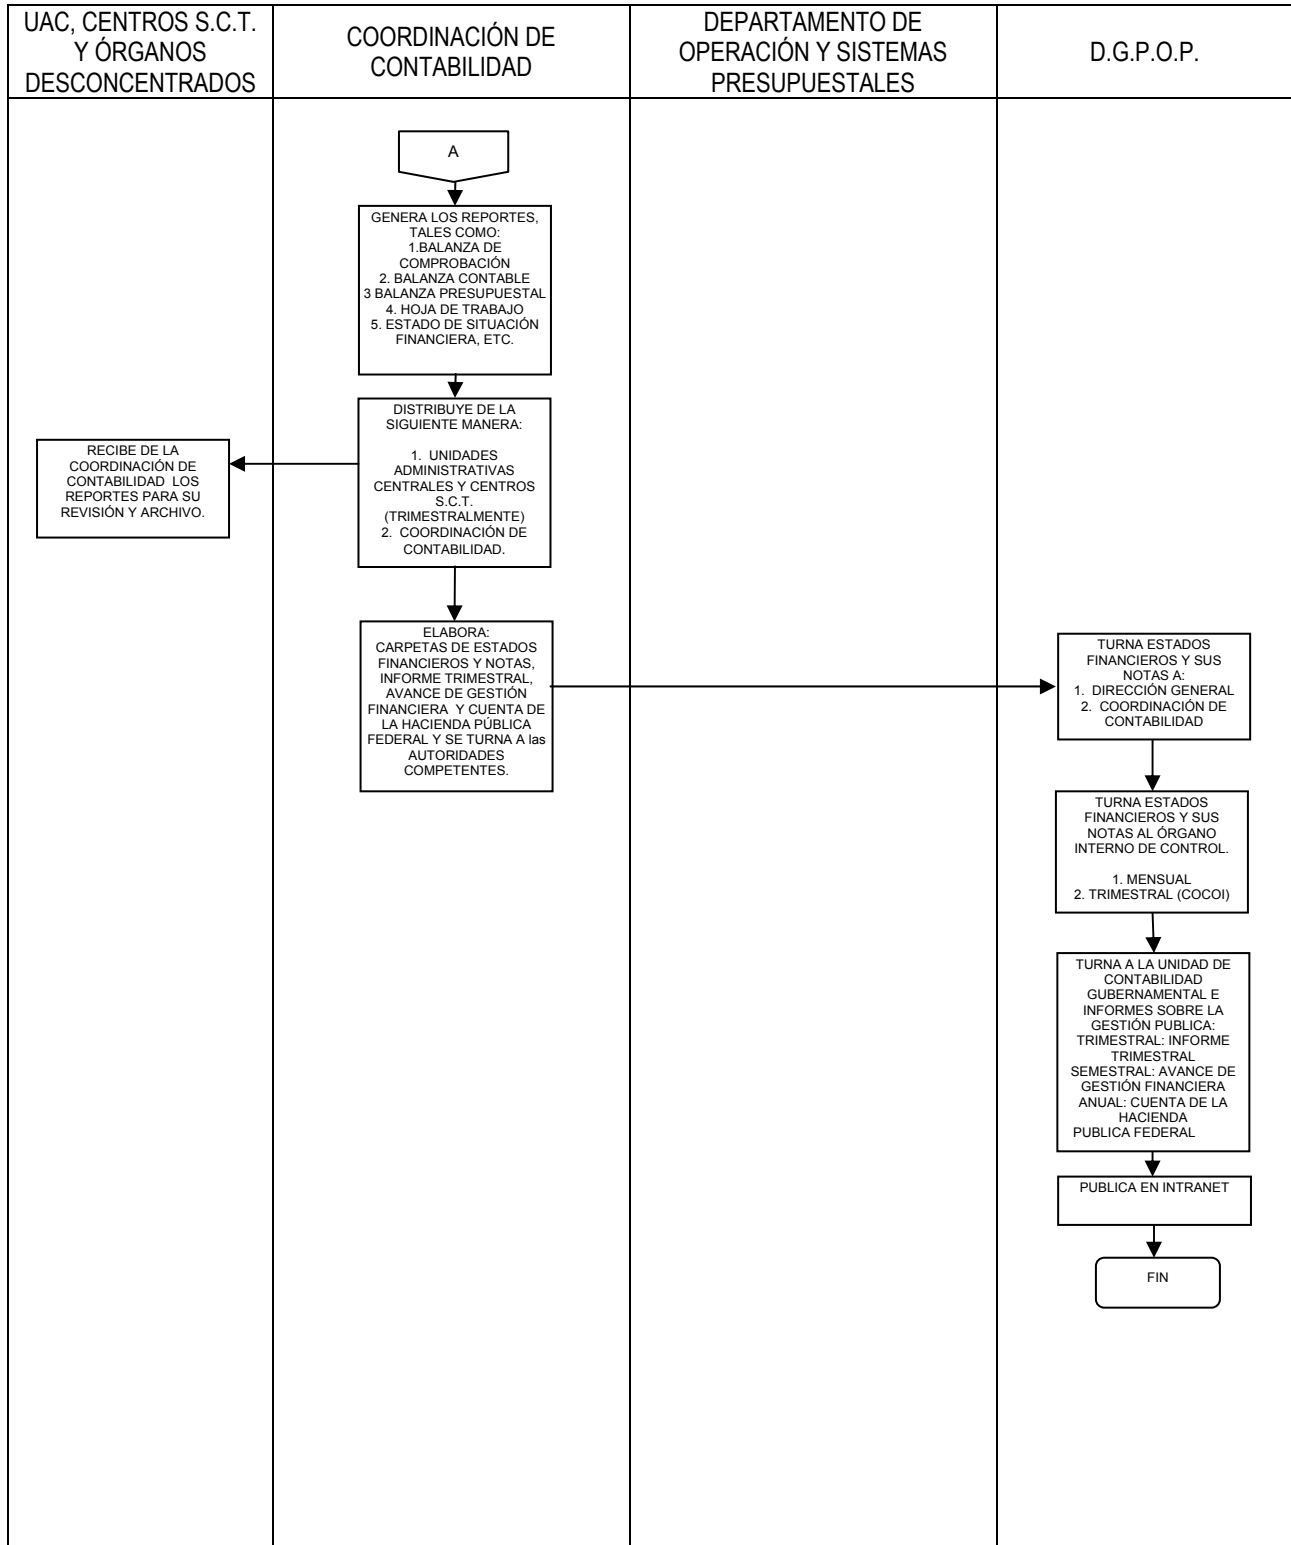 UAC, CENTROS S.C.T.
Y ÓRGANOS
DESCONCENTRADOS
COORDINACIÓN DE
CONTABILIDAD
DEPARTAMENTO DE
OPERACIÓN Y SISTEMAS
PRESUPUESTALES
D.G.P.O.P.
A
GENERA LOS REPORTES,
TALES COMO:
1.BALANZA DE
COMPROBACIÓN
2. BALANZA CONTABLE
3 BALANZA PRESUPUESTAL
4. HOJA DE TRABAJO
5. ESTADO DE SITUACIÓN
FINANCIERA, ETC.
DISTRIBUYE DE LA
SIGUIENTE MANERA:
1. UNIDADES
ADMINISTRATIVAS
CENTRALES Y CENTROS
S.C.T.
(TRIMESTRALMENTE)
2. COORDINACIÓN DE
CONTABILIDAD.
RECIBE DE LA
COORDINACIÓN DE
CONTABILIDAD LOS
REPORTES PARA SU
REVISIÓN Y ARCHIVO.
ELABORA:
CARPETAS DE ESTADOS
FINANCIEROS Y NOTAS,
INFORME TRIMESTRAL,
AVANCE DE GESTIÓN
FINANCIERA Y CUENTA DE
LA HACIENDA PÚBLICA
FEDERAL Y SE TURNA A las
AUTORIDADES
COMPETENTES.
TURNA ESTADOS
FINANCIEROS Y SUS
NOTAS A:
1. DIRECCIÓN GENERAL
2. COORDINACIÓN DE
CONTABILIDAD
TURNA ESTADOS
FINANCIEROS Y SUS
NOTAS AL ÓRGANO
INTERNO DE CONTROL.
1. MENSUAL
2. TRIMESTRAL (COCOI)
TURNA A LA UNIDAD DE
CONTABILIDAD
GUBERNAMENTAL E
INFORMES SOBRE LA
GESTIÓN PUBLICA:
TRIMESTRAL: INFORME
TRIMESTRAL
SEMESTRAL: AVANCE DE
GESTIÓN FINANCIERA
ANUAL: CUENTA DE LA
HACIENDA
PUBLICA FEDERAL
PUBLICA EN INTRANET
FIN